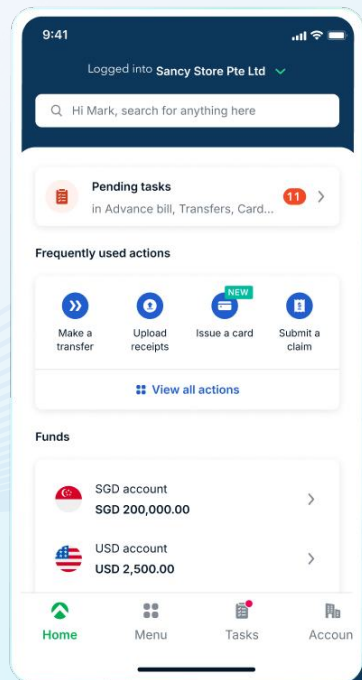 9:41
Logged into Sancy Store Pte Ltd
Hi Mark, search for anything here
Pending tasks
in Advance bill, Transfers, Card...
11
Frequently used actions
NEW
Make a
transfer
Upload
receipts
Issue a card
Submit a
claim
View all actions
Funds
SGD account
SGD 200,000.00
USD account
USD 2,500.00
Home
Menu
Tasks
Accoun